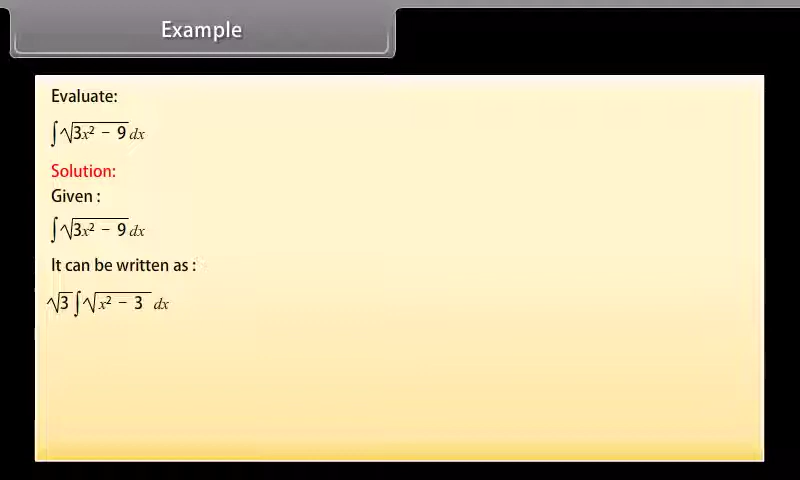 Example
Evaluate:
∫√3x² − 9 dx
Solution:
Given :
∫√3x² − 9 dx
It can be written as :
√3 ∫√x² − 3 dx